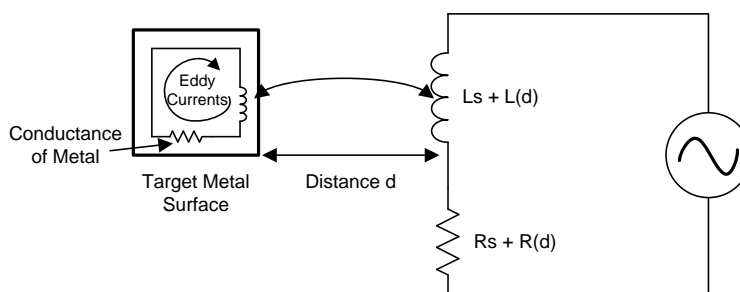 Eddy
Currents
Conductance
of Metal
Target Metal
Surface
Distance d
Ls + L(d)
Rs + R(d)